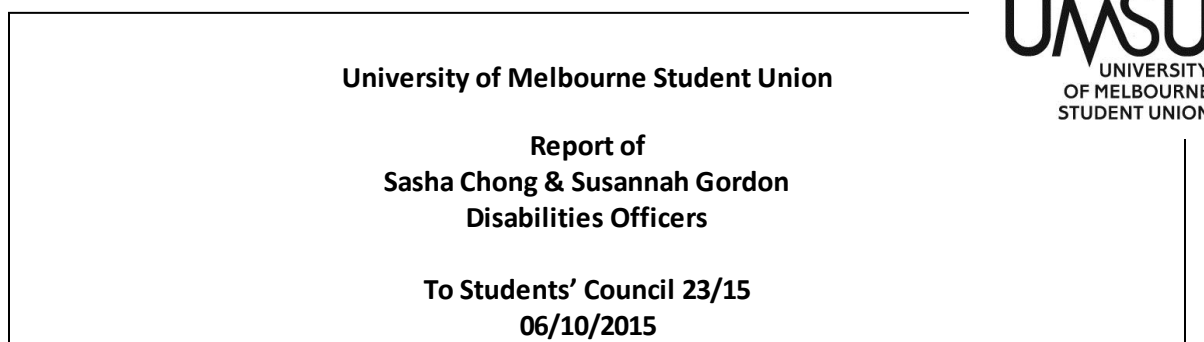 UMSU
UNIVERSITY
OF MELBOURNE
STUDENT UNION
University of Melbourne Student Union
Report of
Sasha Chong & Susannah Gordon
Disabilities Officers
To Students’ Council 23/15
06/10/2015